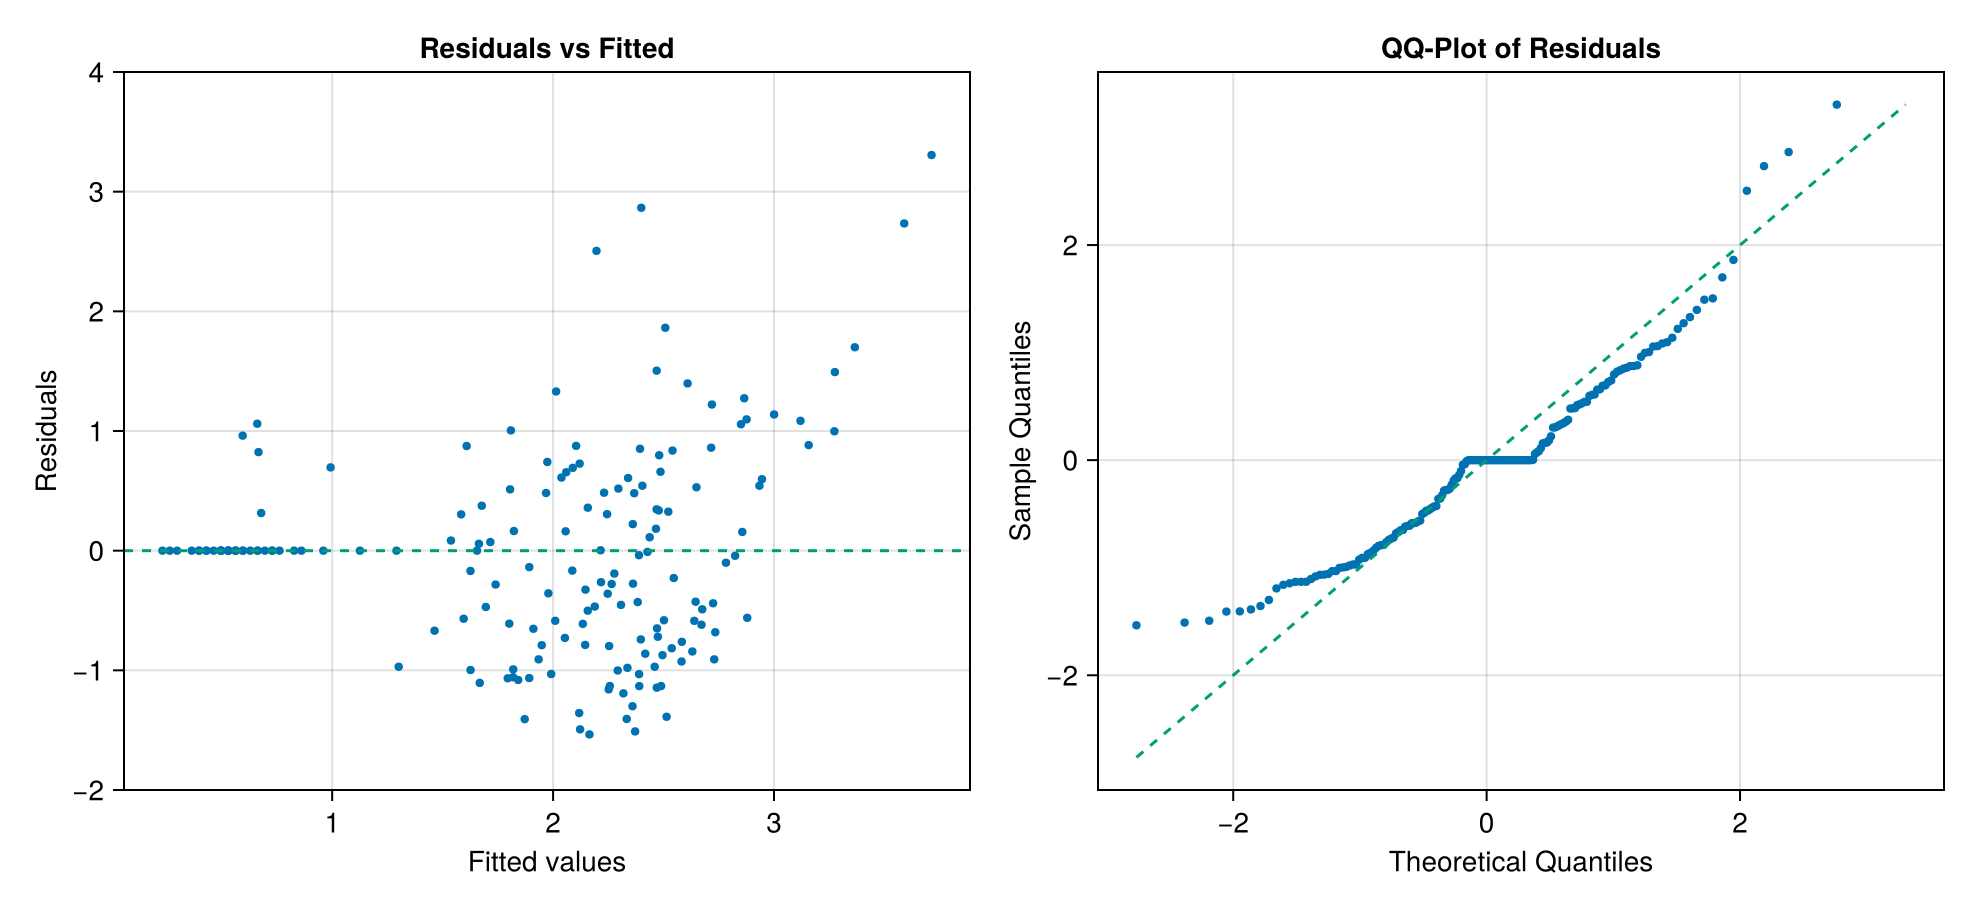 Residuals vs Fitted
4
3
2
1
0
−1
−2
Residuals
1
2
3
Fitted values
QQ-Plot of Residuals
2
0
−2
Sample Quantiles
−2
0
2
Theoretical Quantiles